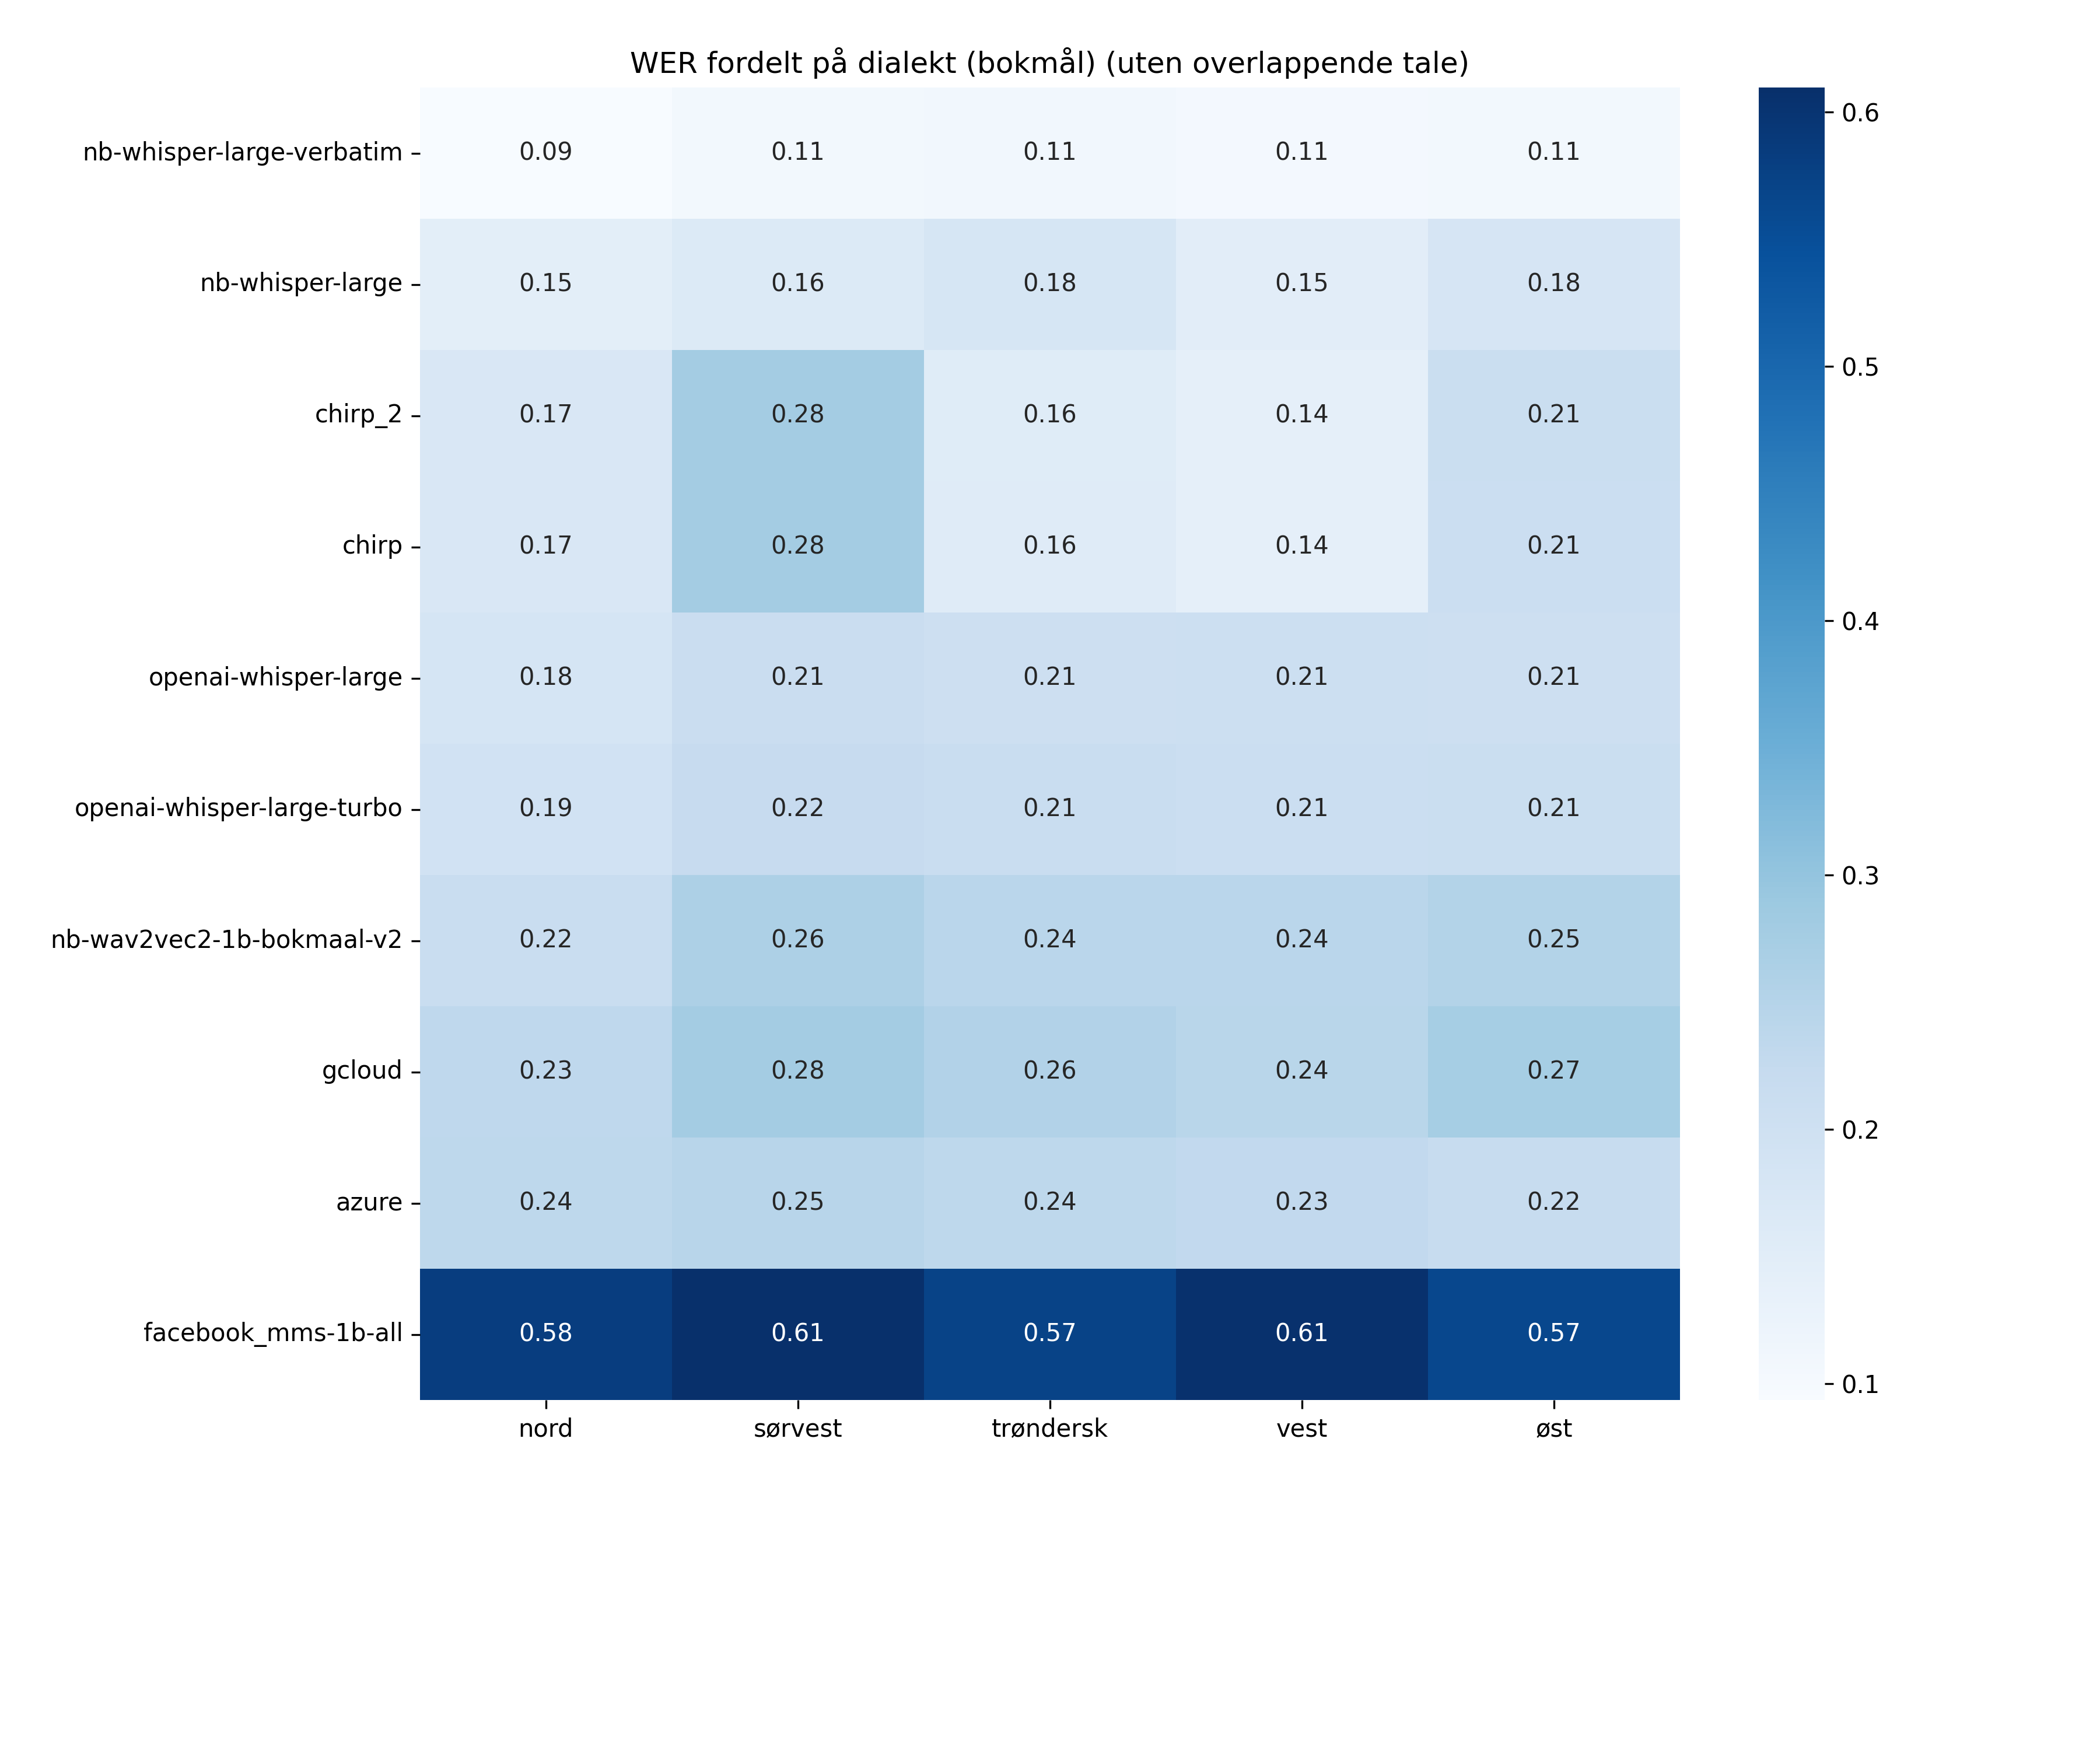 WER fordelt på dialekt (bokmål) (uten overlappende tale)
nb-whisper-large-verbatim 0.09 0.11 0.11 0.11 0.11
nb-whisper-large 0.15 0.16 0.18 0.15 0.18
chirp_2 0.17 0.28 0.16 0.14 0.21
chirp 0.17 0.28 0.16 0.14 0.21
openai-whisper-large 0.18 0.21 0.21 0.21 0.21
openai-whisper-large-turbo 0.19 0.22 0.21 0.21 0.21
nb-wav2vec2-1b-bokmaal-v2 0.22 0.26 0.24 0.24 0.25
gcloud 0.23 0.28 0.26 0.24 0.27
azure 0.24 0.25 0.24 0.23 0.22
facebook_mms-1b-all 0.58 0.61 0.57 0.61 0.57
nord sørvest trøndersk vest øst
0.6
0.5
0.4
0.3
0.2
0.1